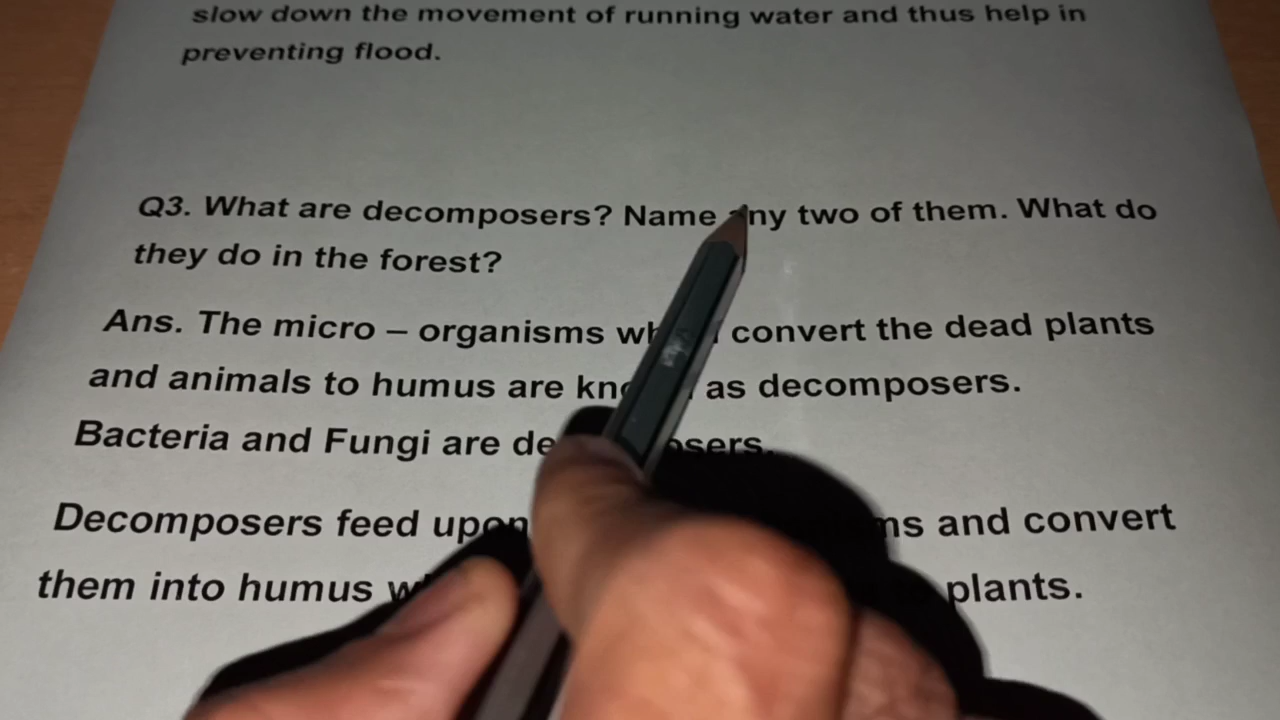 slow down the movement of running water and thus help in
preventing flood.
Q3. What are decomposers? Name any two of them. What do
they do in the forest?
Ans. The micro – organisms convert the dead plants
and animals to humus are known as decomposers.
Bacteria and Fungi are decomposers.
Decomposers feed upon and convert
them into humus plants.